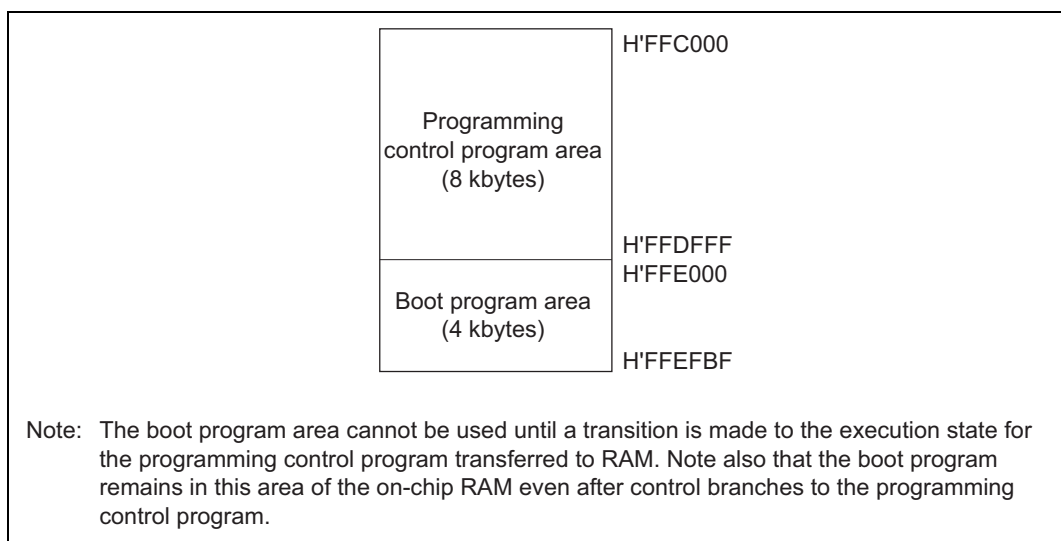 H'FFC000
Programming
control program area
(8 kbytes)
H'FFDFFF
H'FFE000
Boot program area
(4 kbytes)
H'FFEFBF
Note: The boot program area cannot be used until a transition is made to the execution state for
the programming control program transferred to RAM. Note also that the boot program
remains in this area of the on-chip RAM even after control branches to the programming
control program.